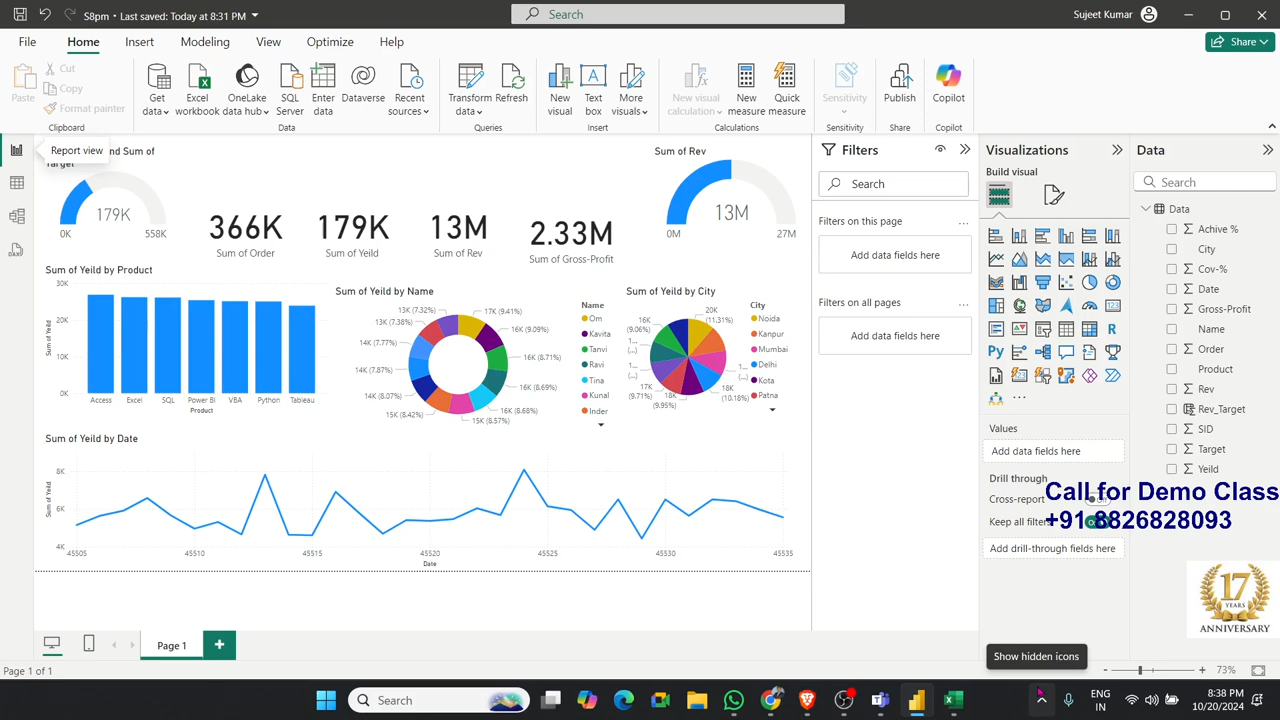 S8pm • Last saved: Today at 8:31 PM
Search
Sujeet Kumar
File
Home
Insert
Modeling
View
Optimize
Help
Share
Paste
Cut
Copy
Format painter
Clipboard
Get data
Excel workbook
OneLake data hub
SQL Server
Enter data
Dataverse
Recent sources
Data
Transform data
Refresh
Queries
New visual
Text box
More visuals
Insert
New visual calculation
New measure
Quick measure
Calculations
Sensitivity
Sensitivity
Publish
Share
Copilot
Copilot
Report view
nd Sum of
Target
179K
0K
558K
366K
Sum of Order
179K
Sum of Yeild
13M
Sum of Rev
2.33M
Sum of Gross-Profit
Sum of Rev
13M
0M
27M
Sum of Yeild by Product
30K
20K
10K
0K
Sum of Yeild
Access
Excel
SQL
Power Bi
VBA
Python
Tableau
Product
Sum of Yeild by Name
13K (7.32%)
13K (7.38%)
14K (7.77%)
14K (7.87%)
14K (8.07%)
15K (8.42%)
17K (9.41%)
16K (9.09%)
16K (8.71%)
16K (8.69%)
16K (8.68%)
15K (8.57%)
Name
Om
Kavita
Tanvi
Ravi
Tina
Kunal
Inder
Sum of Yeild by City
16K
(9.06%)
1...
(...)
1...
(...)
17K
(9.71%)
18K
(9.95%)
20K
(11.31%)
1...
(...)
18K
(10.18%)
City
Noida
Kanpur
Mumbai
Delhi
Kota
Patna
Sum of Yeild by Date
8K
6K
4K
Sum of Yeild
45505
45510
45515
45520
45525
45530
45535
Date
Filters
Search
Filters on this page
Add data fields here
Filters on all pages
Add data fields here
Visualizations
Build visual
Values
Add data fields here
Drill through
Cross-report
Keep all filters
Add drill-through fields here
Data
Search
Data
Achive %
City
Cov-%
Date
Gross-Profit
Name
Order
Product
Rev
Rev_Target
SID
Target
Yeild
Call for Demo Class
+91 8826828093
17
YEARS
ANNIVERSARY
Show hidden icons
Page 1
Page 1 of 1
73%
Search
ENG
IN
8:38 PM
10/20/2024